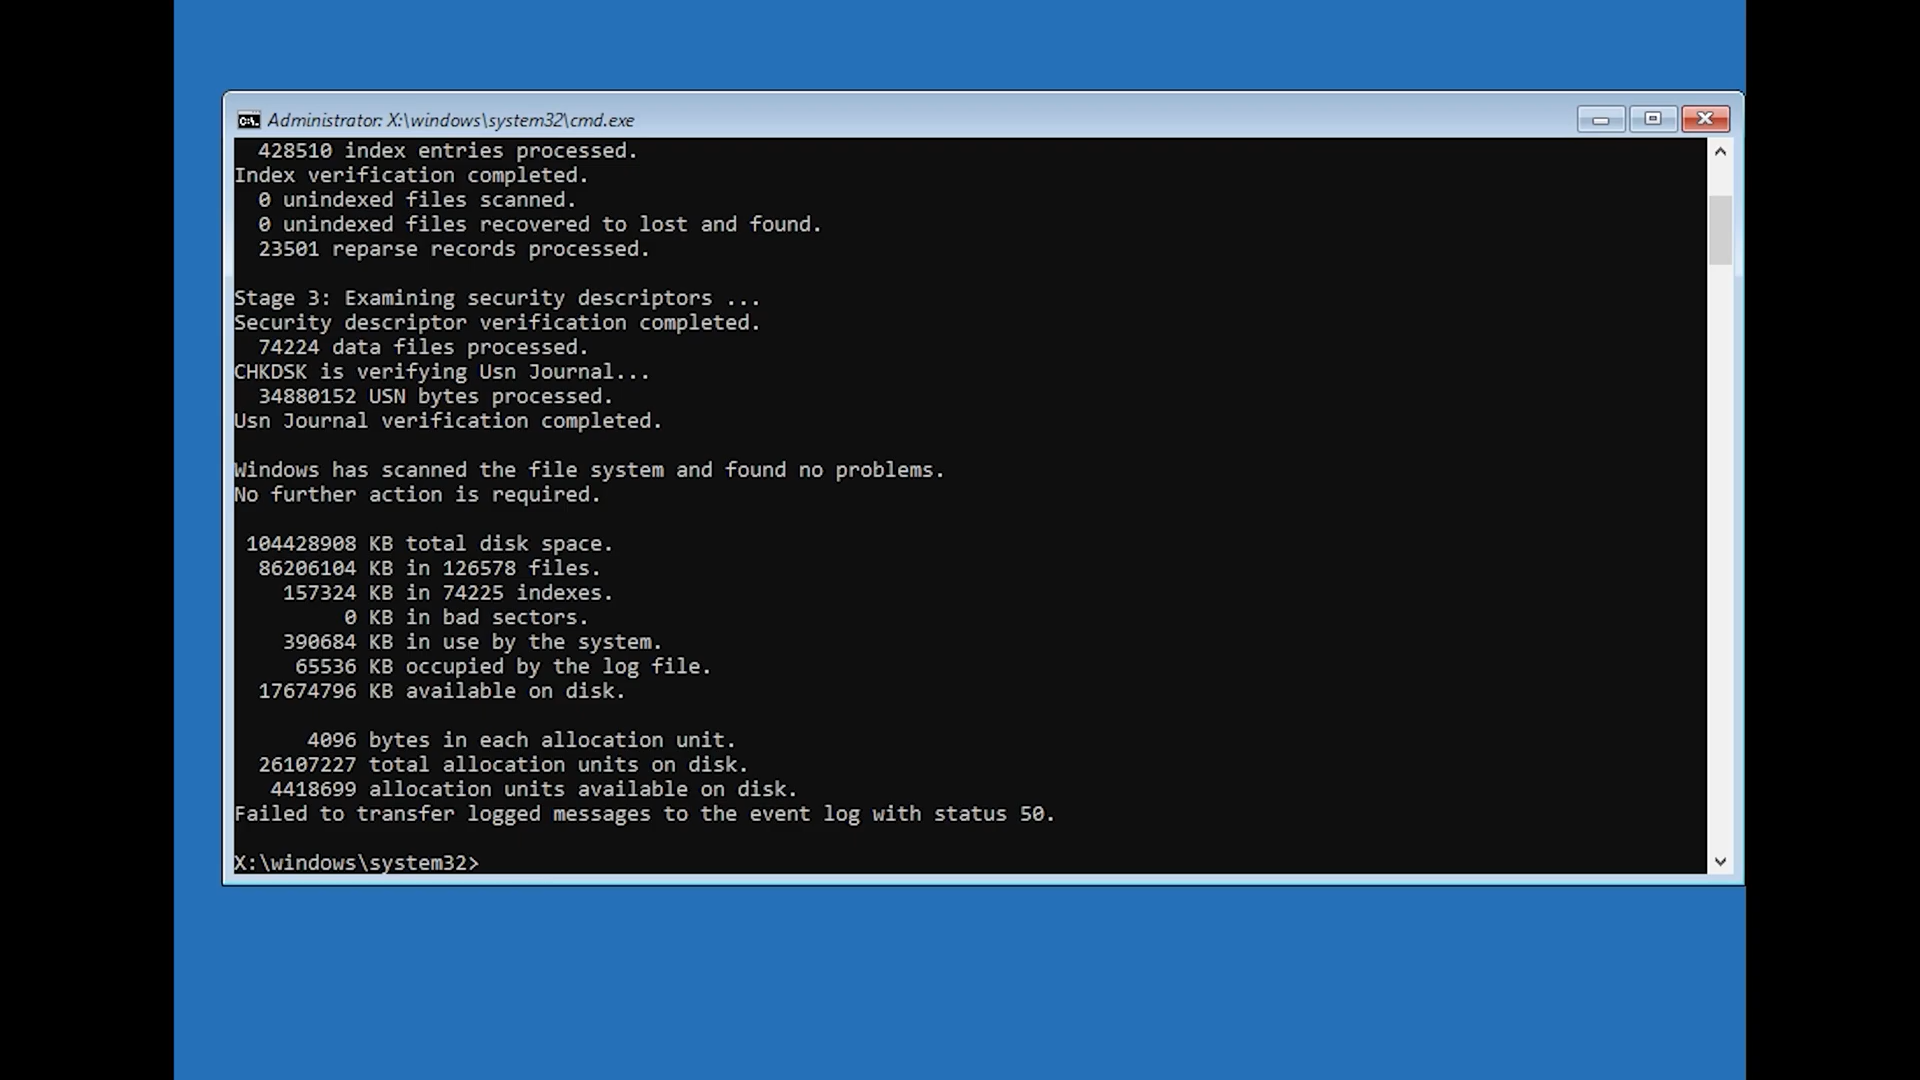 Administrator: X:\windows\system32\cmd.exe
428510 index entries processed.
Index verification completed.
0 unindexed files scanned.
0 unindexed files recovered to lost and found.
23501 reparse records processed.
Stage 3: Examining security descriptors ...
Security descriptor verification completed.
74224 data files processed.
CHKDSK is verifying Usn Journal...
34880152 USN bytes processed.
Usn Journal verification completed.
Windows has scanned the file system and found no problems.
No further action is required.
104428908 KB total disk space.
86206104 KB in 126578 files.
157324 KB in 74225 indexes.
0 KB in bad sectors.
390684 KB in use by the system.
65536 KB occupied by the log file.
17674796 KB available on disk.
4096 bytes in each allocation unit.
26107227 total allocation units on disk.
4418699 allocation units available on disk.
Failed to transfer logged messages to the event log with status 50.
X:\windows\system32>